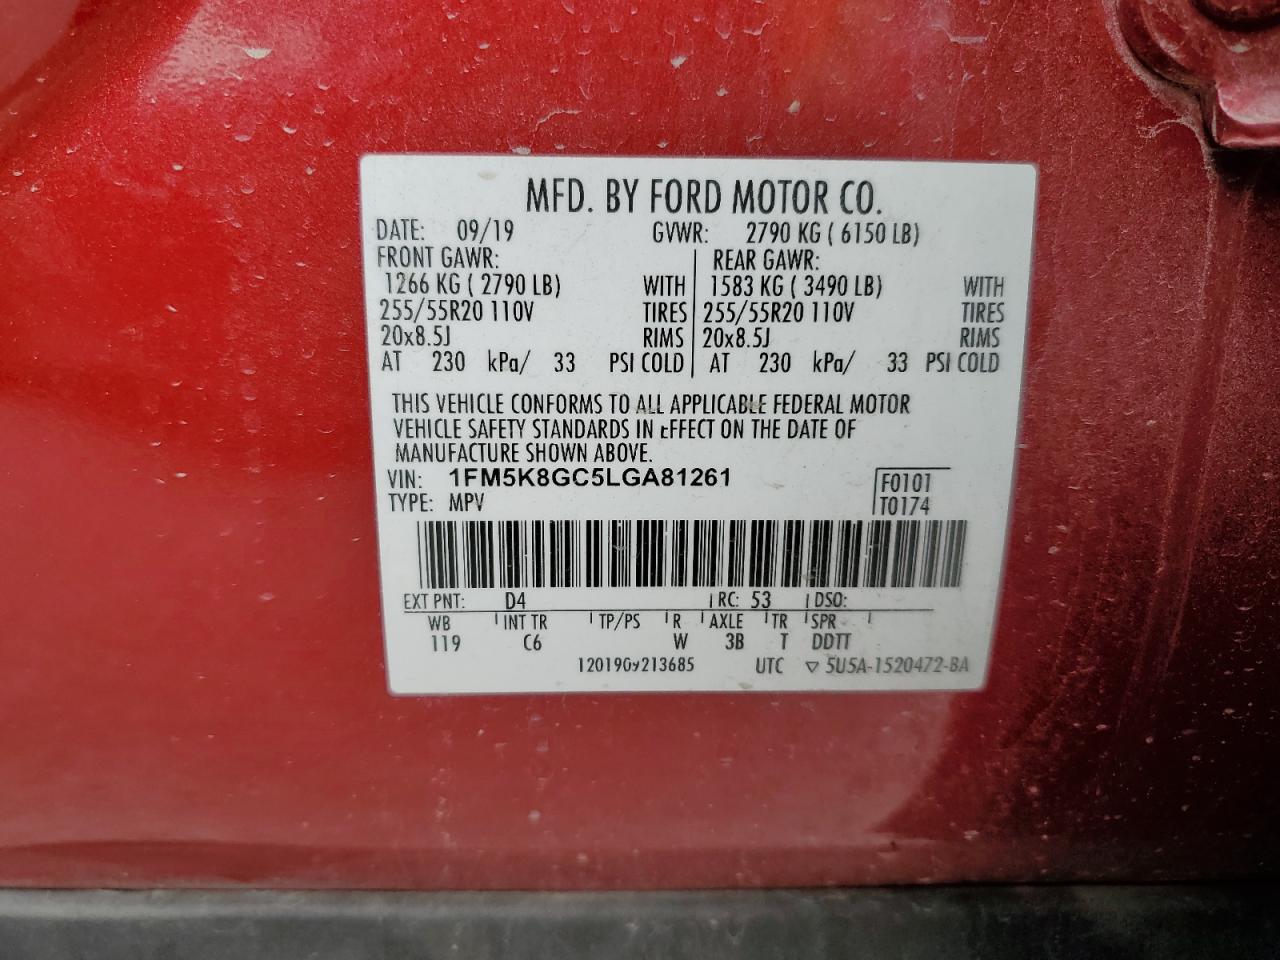 MFD. BY FORD MOTOR CO.
DATE: 09/19 GVWR: 2790 KG ( 6150 LB)
FRONT GAWR: REAR GAWR:
1266 KG ( 2790 LB) WITH 1583 KG ( 3490 LB) WITH
255/55R20 110V TIRES 255/55R20 110V TIRES
20x8.5J RIMS 20x8.5J RIMS
AT 230 kPa/ 33 PSI COLD AT 230 kPa/ 33 PSI COLD
THIS VEHICLE CONFORMS TO ALL APPLICABLE FEDERAL MOTOR
VEHICLE SAFETY STANDARDS IN EFFECT ON THE DATE OF
MANUFACTURE SHOWN ABOVE.
VIN: 1FM5K8GC5LGA81261 F0101
TYPE: MPV T0174
EXT PNT: D4 RC: 53 DSO:
WB INT TR TP/PS R AXLE TR SPR
119 C6 W 3B T DDTT
1201909213685 UTC ▽ 5U5A-1520472-BA